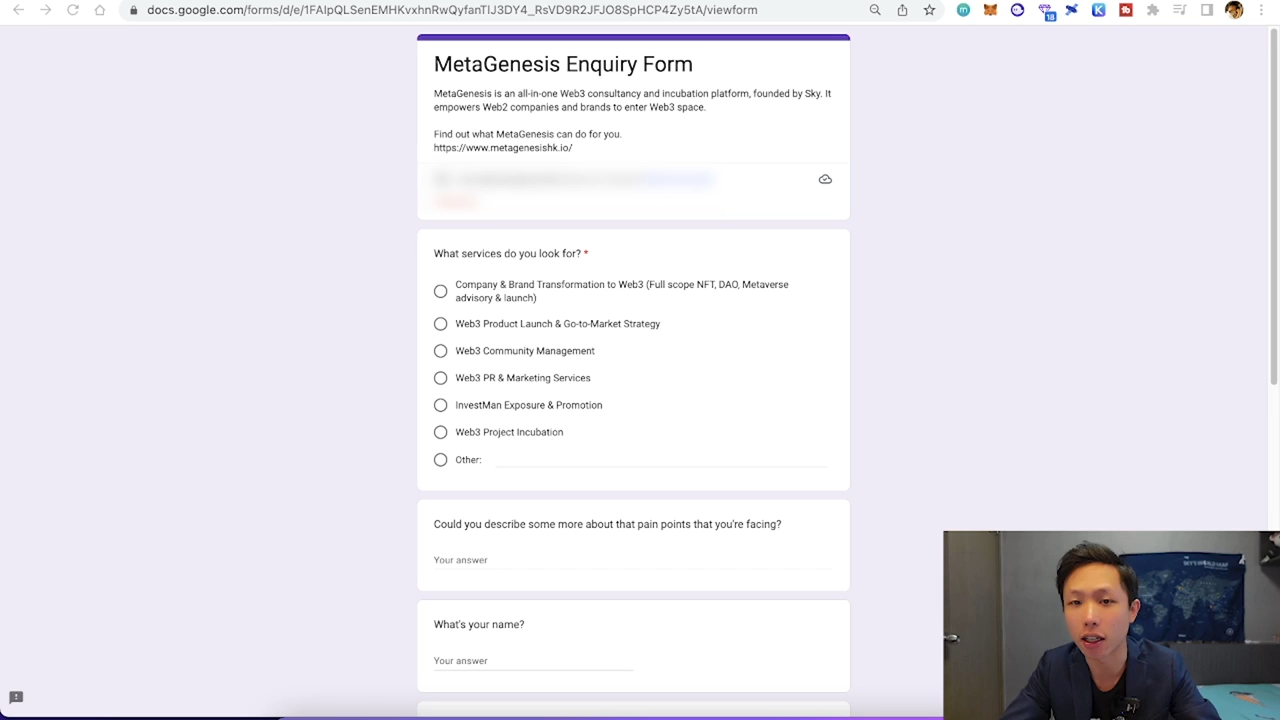 docs.google.com/forms/d/e/1FAIpQLSenEMHKvxhnRwQyfanTIJ3DY4_RsVD9R2JFJO8SpHCP4Zy5tA/viewform
18
MetaGenesis Enquiry Form
MetaGenesis is an all-in-one Web3 consultancy and incubation platform, founded by Sky. It
empowers Web2 companies and brands to enter Web3 space.
Find out what MetaGenesis can do for you.
https://www.metagenesishk.io/
What services do you look for? *
Company & Brand Transformation to Web3 (Full scope NFT, DAO, Metaverse
advisory & launch)
Web3 Product Launch & Go-to-Market Strategy
Web3 Community Management
Web3 PR & Marketing Services
InvestMan Exposure & Promotion
Web3 Project Incubation
Other:
Could you describe some more about that pain points that you're facing?
Your answer
What's your name?
Your answer